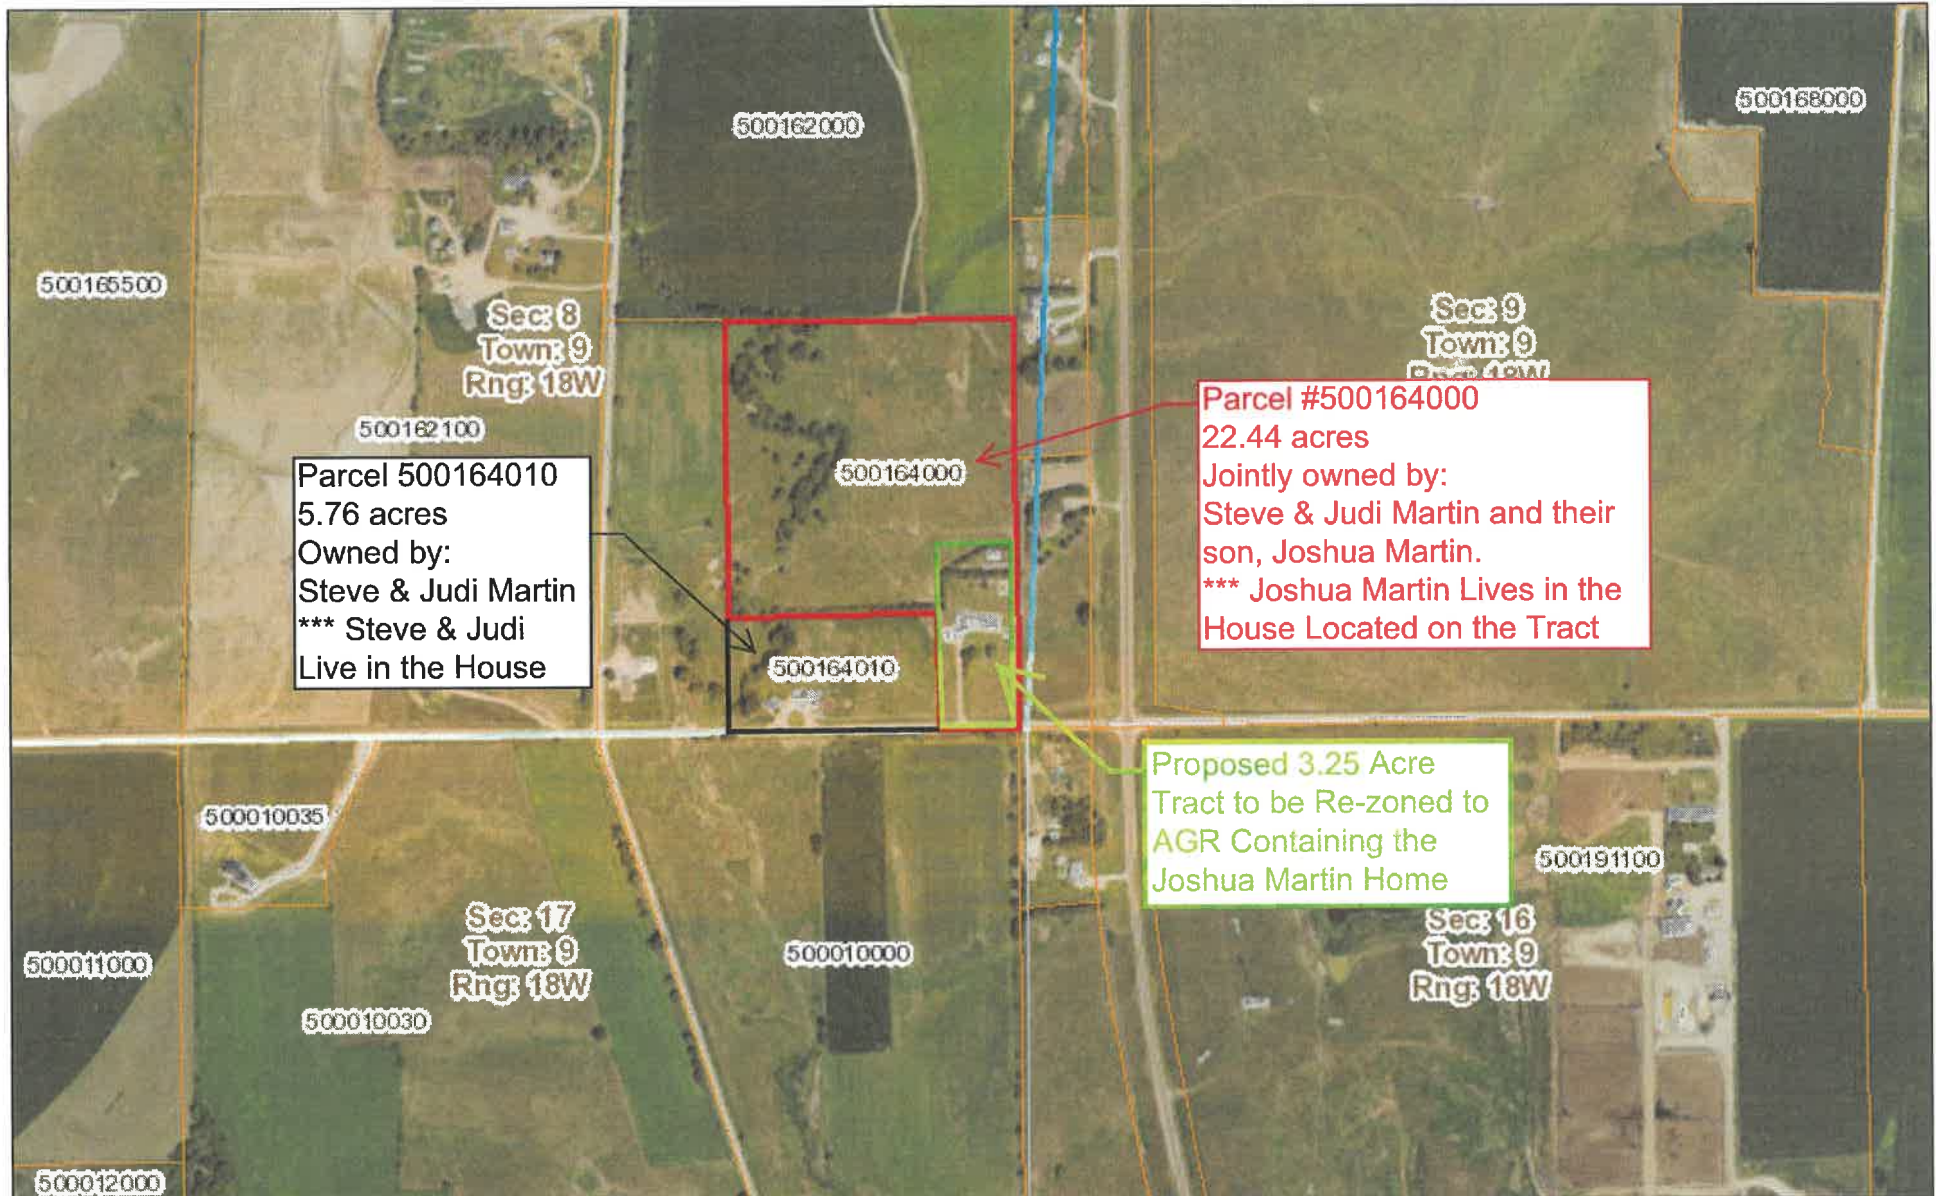 500162000
500168000
500165500
Sec: 8
Town: 9
Rng: 18W
Sec: 9
Town: 9
Rng: 18W
500162100
Parcel 500164010
5.76 acres
Owned by:
Steve & Judi Martin
*** Steve & Judi
Live in the House
500164000
Parcel #500164000
22.44 acres
Jointly owned by:
Steve & Judi Martin and their
son, Joshua Martin.
*** Joshua Martin Lives in the
House Located on the Tract
500164010
Proposed 3.25 Acre
Tract to be Re-zoned to
AGR Containing the
Joshua Martin Home
500010035
500191100
Sec: 17
Town: 9
Rng: 18W
500010000
Sec: 16
Town: 9
Rng: 18W
500011000
500010030
500012000